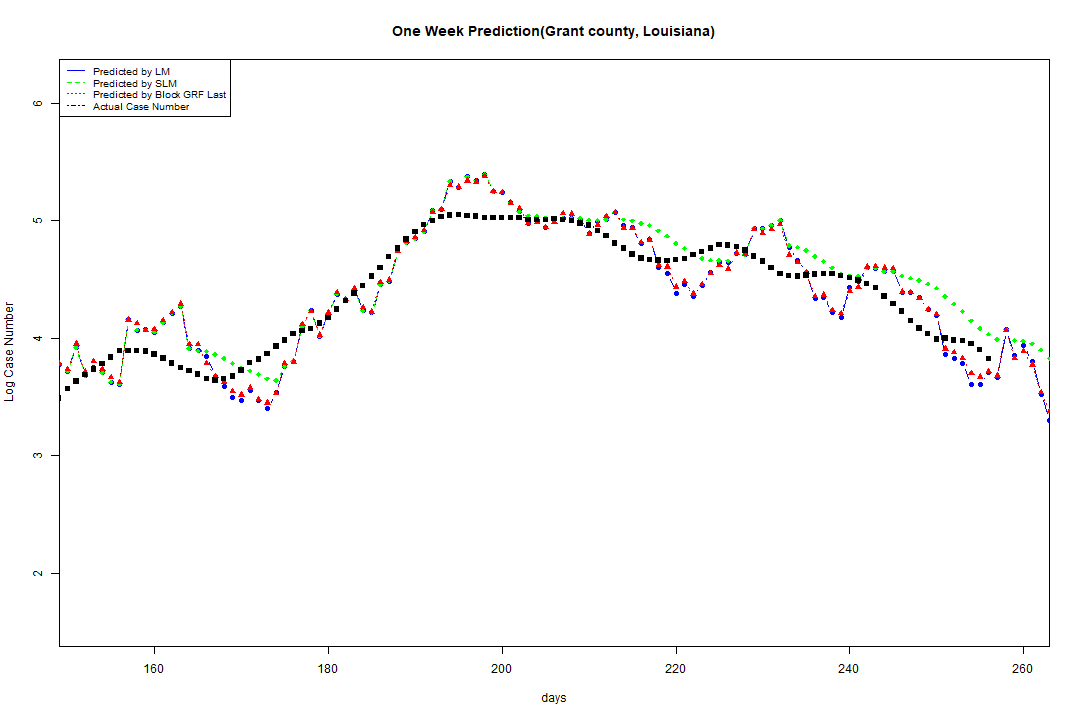 One Week Prediction(Grant county, Louisiana)
Predicted by LM
Predicted by SLM
Predicted by Block GRF Last
Actual Case Number
Log Case Number
6
5
4
3
2
160 180 200 220 240 260
days